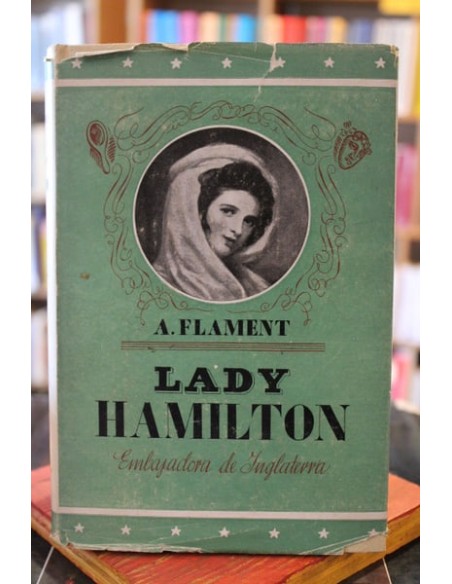 A. FLAMENT
LADY
HAMILTON
Embajadora de Inglaterra